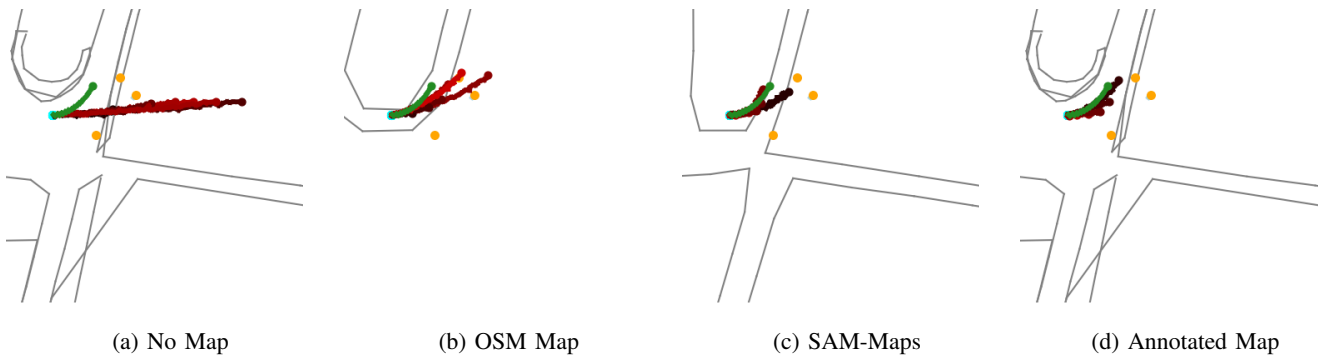 (a) No Map
(b) OSM Map
(c) SAM-Maps
(d) Annotated Map